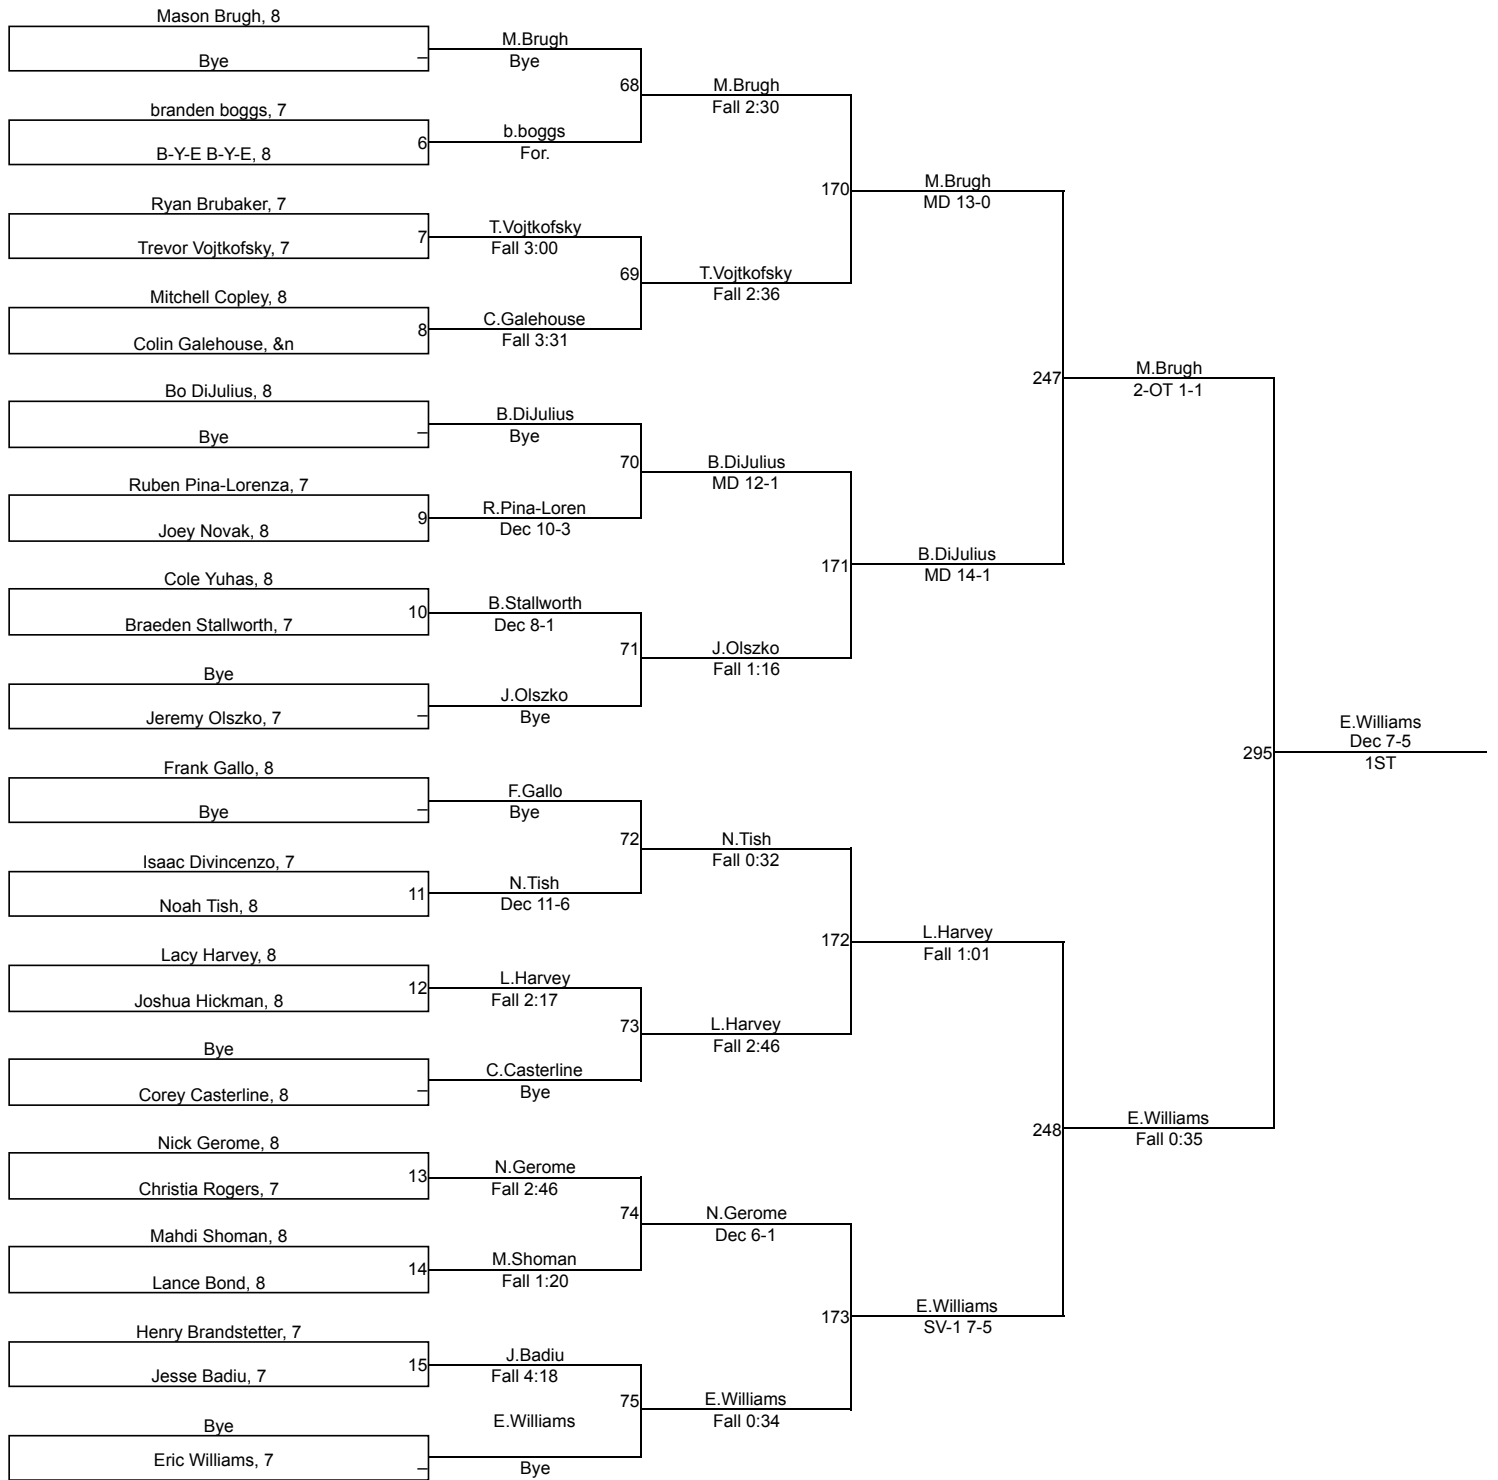 Mason Brugh, 8
Bye
_
M.Brugh
Bye
branden boggs, 7
B-Y-E B-Y-E, 8
6
b.boggs
For.
68
M.Brugh
Fall 2:30
Ryan Brubaker, 7
Trevor Vojtkofsky, 7
7
T.Vojtkofsky
Fall 3:00
Mitchell Copley, 8
Colin Galehouse, &n
8
C.Galehouse
Fall 3:31
69
T.Vojtkofsky
Fall 2:36
170
M.Brugh
MD 13-0
Bo DiJulius, 8
Bye
_
B.DiJulius
Bye
Ruben Pina-Lorenza, 7
Joey Novak, 8
9
R.Pina-Loren
Dec 10-3
70
B.DiJulius
MD 12-1
Cole Yuhas, 8
Braeden Stallworth, 7
10
B.Stallworth
Dec 8-1
Bye
Jeremy Olszko, 7
_
J.Olszko
Bye
71
J.Olszko
Fall 1:16
171
B.DiJulius
MD 14-1
247
M.Brugh
2-OT 1-1
Frank Gallo, 8
Bye
_
F.Gallo
Bye
Isaac Divincenzo, 7
Noah Tish, 8
11
N.Tish
Dec 11-6
72
N.Tish
Fall 0:32
Lacy Harvey, 8
Joshua Hickman, 8
12
L.Harvey
Fall 2:17
Bye
Corey Casterline, 8
_
C.Casterline
Bye
73
L.Harvey
Fall 2:46
172
L.Harvey
Fall 1:01
Nick Gerome, 8
Christia Rogers, 7
13
N.Gerome
Fall 2:46
Mahdi Shoman, 8
Lance Bond, 8
14
M.Shoman
Fall 1:20
74
N.Gerome
Dec 6-1
Henry Brandstetter, 7
Jesse Badiu, 7
15
J.Badiu
Fall 4:18
Bye
Eric Williams, 7
_
E.Williams
Bye
75
E.Williams
Fall 0:34
173
E.Williams
SV-1 7-5
248
E.Williams
Fall 0:35
295
E.Williams
Dec 7-5
1ST